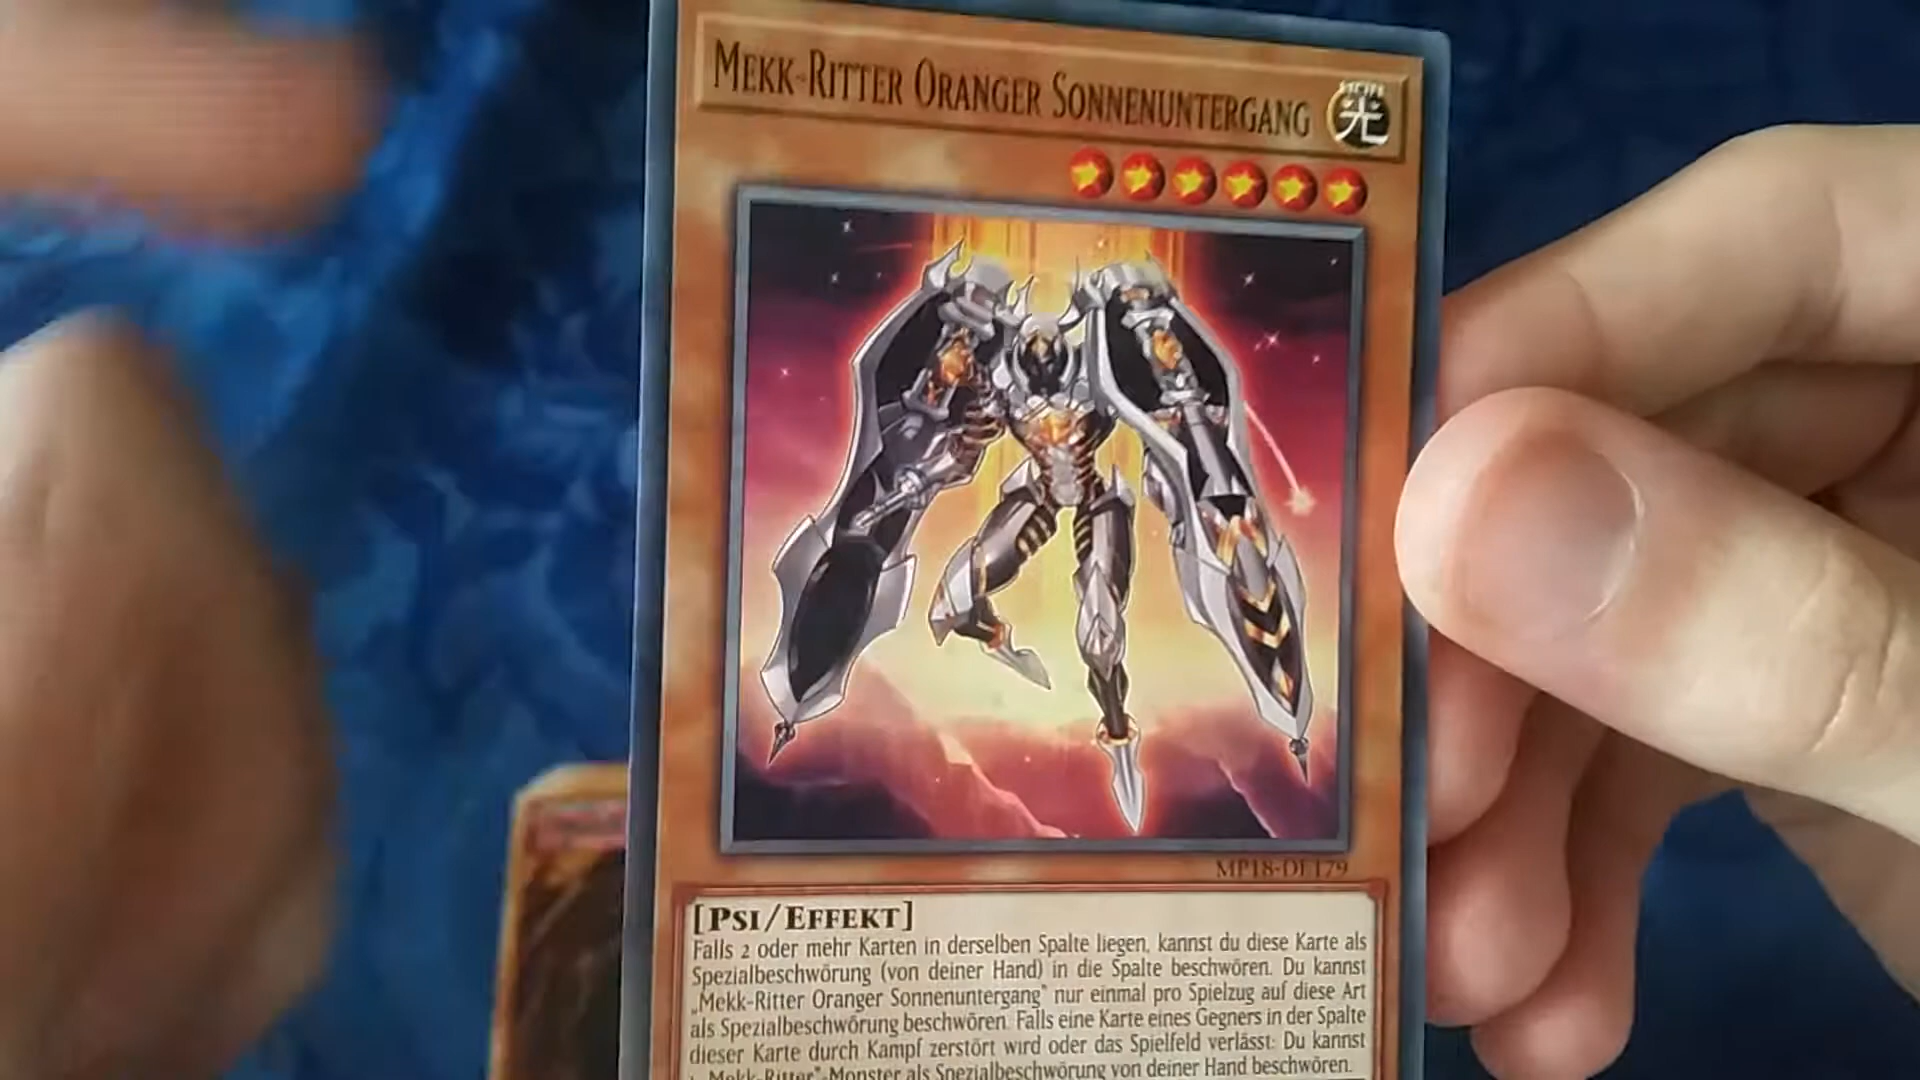 MEKK-RITTER ORANGER SONNENUNTERGANG
光
MP18-DE179
[PSI/EFFEKT]
Falls 2 oder mehr Karten in derselben Spalte liegen, kannst du diese Karte als
Spezialbeschwörung (von deiner Hand) in die Spalte beschwören. Du kannst
„Mekk-Ritter Oranger Sonnenuntergang" nur einmal pro Spielzug auf diese Art
als Spezialbeschwörung beschwören. Falls eine Karte eines Gegners in der Spalte
dieser Karte durch Kampf zerstört wird oder das Spielfeld verlässt: Du kannst
„Mekk-Ritter"-Monster als Spezialbeschwörung von deiner Hand beschwören.